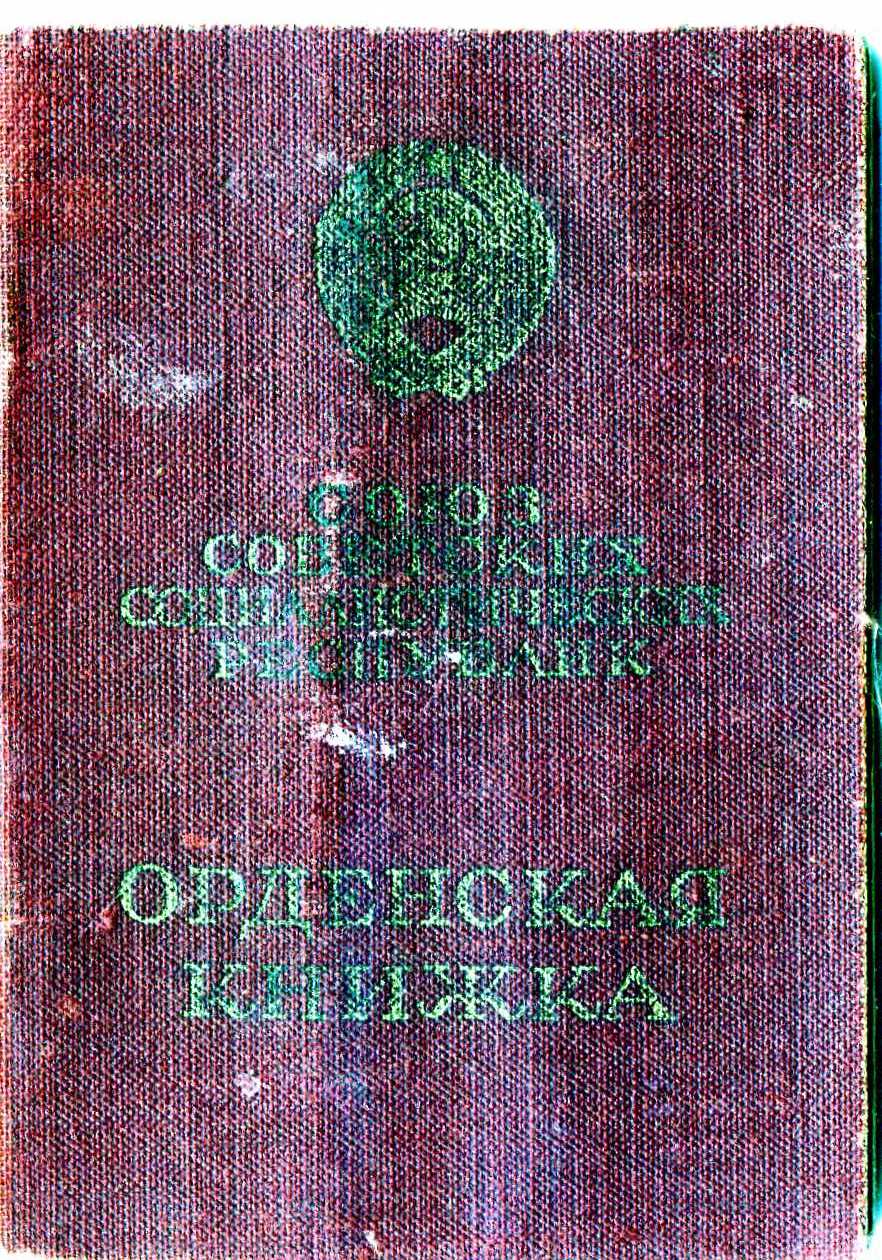 СОЮЗ
СОВЕТСКИХ
СОЦИАЛИСТИЧЕСКИХ
РЕСПУБЛИК
ОРДЕНСКАЯ
КНИЖКА